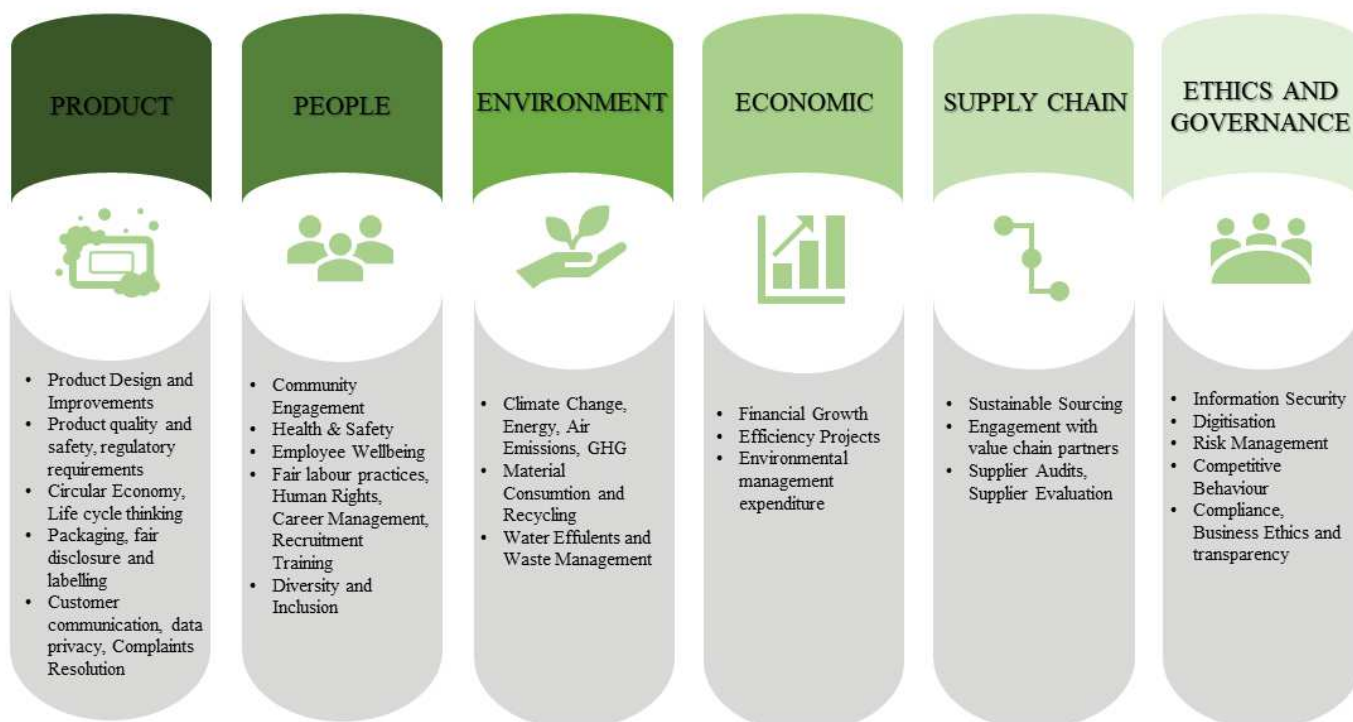 PRODUCT
• Product Design and
Improvements
• Product quality and
safety, regulatory
requirements
• Circular Economy,
Life cycle thinking
• Packaging, fair
disclosure and
labelling
• Customer
communication, data
privacy, Complaints
Resolution
PEOPLE
• Community
Engagement
• Health & Safety
• Employee Wellbeing
• Fair labour practices,
Human Rights,
Career Management,
Recruitment
Training
• Diversity and
Inclusion
ENVIRONMENT
• Climate Change,
Energy, Air
Emissions, GHG
• Material
Consumtion and
Recycling
• Water Effulents and
Waste Management
ECONOMIC
• Financial Growth
• Efficiency Projects
• Environmental
management
expenditure
SUPPLY CHAIN
• Sustainable Sourcing
• Engagement with
value chain partners
• Supplier Audits,
Supplier Evaluation
ETHICS AND
GOVERNANCE
• Information Security
• Digitisation
• Risk Management
• Competitive
Behaviour
• Compliance,
Business Ethics and
transparency